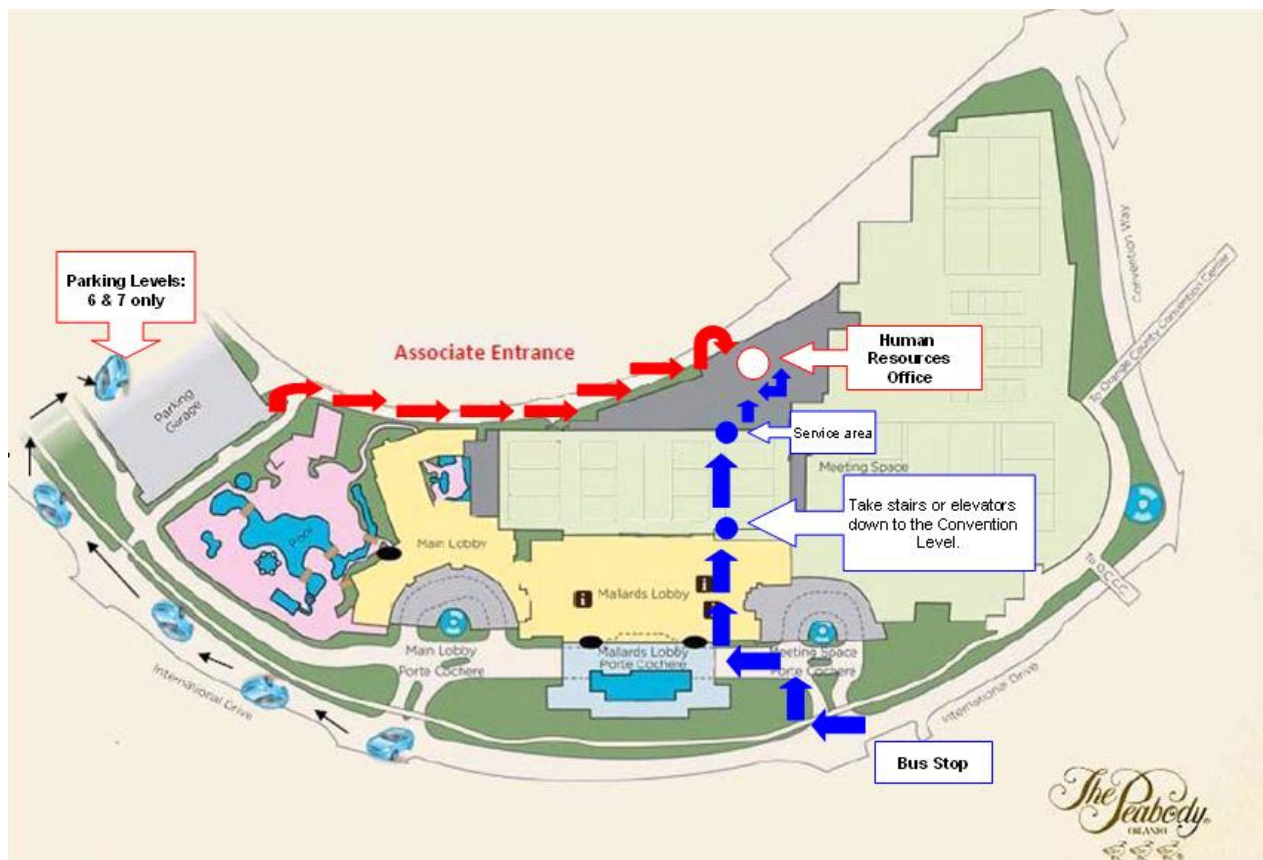 Parking Levels:
6 & 7 only
Associate Entrance
Human
Resources
Office
Parking
Garage
Service area
Meeting Space
Take stairs or elevators
down to the Convention
Level.
Convention Way
To Orange County Convention Center
To O.C.C.C.
Pool
Main Lobby
Mallards Lobby
i
i
i
Main Lobby
Porte Cochere
Mallards Lobby
Porte Cochere
Meeting Space
Porte Cochere
International Drive
International Drive
Bus Stop
The
Peabody
ORLANDO